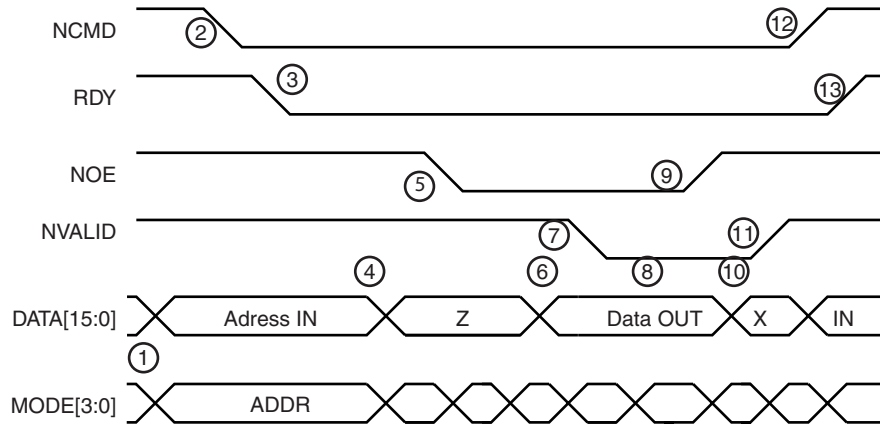 NCMD
2
12
RDY
3
13
NOE
5
9
NVALID
7
11
4
6
8
10
DATA[15:0]
Adress IN
Z
Data OUT
X
IN
1
MODE[3:0]
ADDR